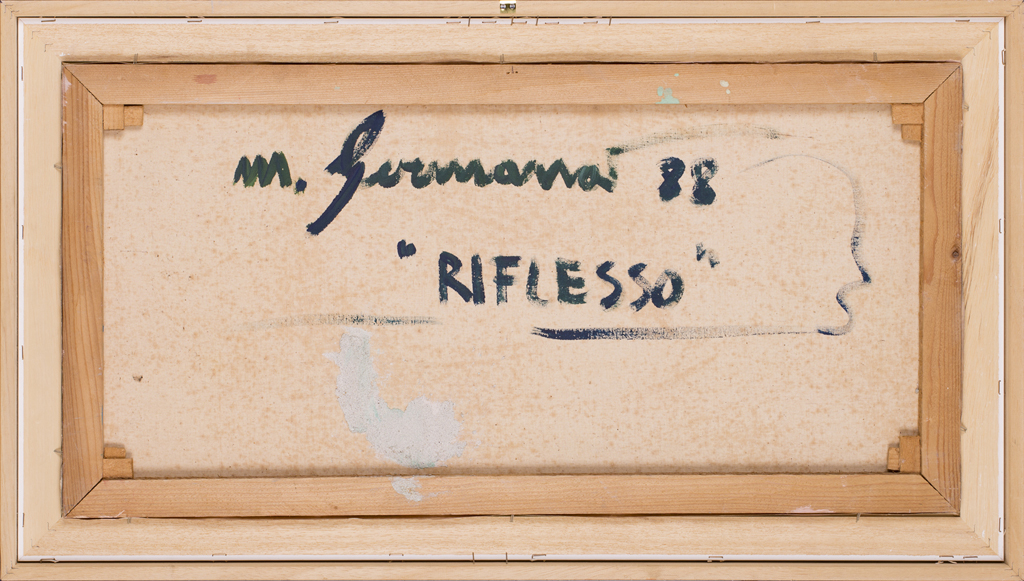 m. Germanà 88
"RIFLESSO"